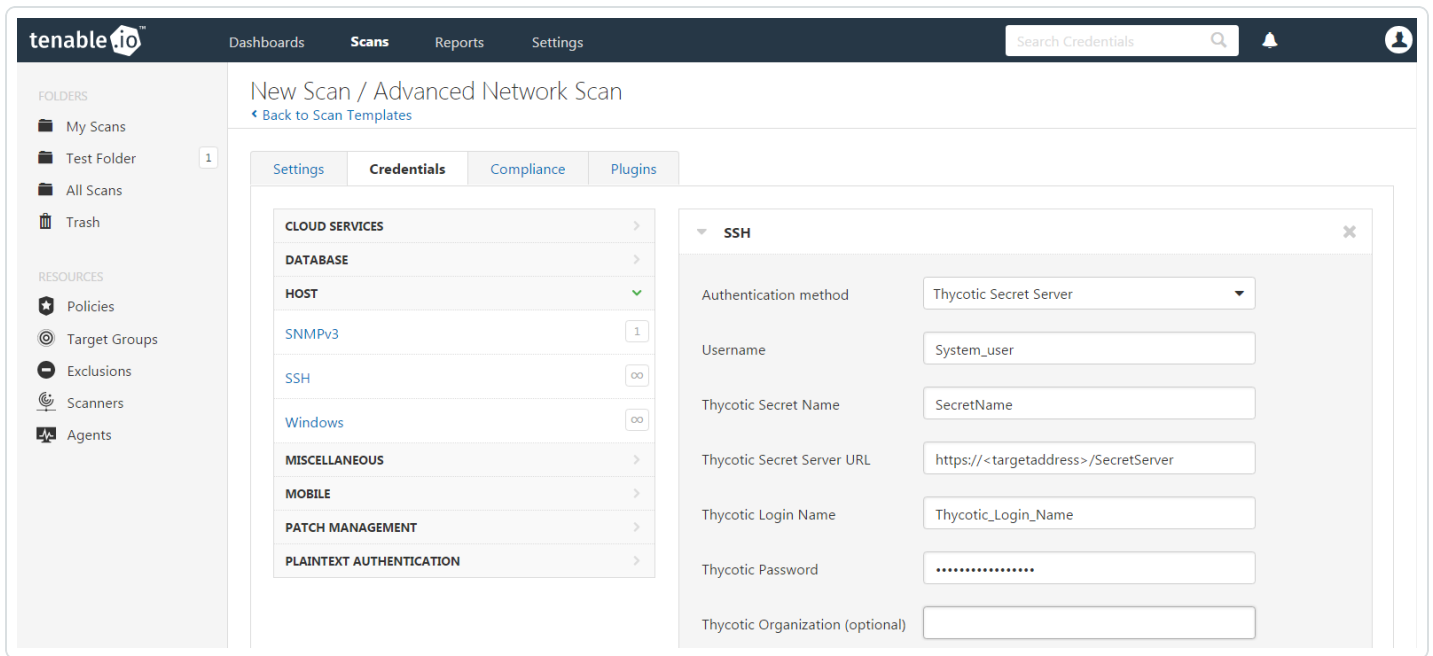 tenable.io™
Dashboards Scans Reports Settings Search Credentials
FOLDERS
My Scans
Test Folder 1
All Scans
Trash
RESOURCES
Policies
Target Groups
Exclusions
Scanners
Agents
New Scan / Advanced Network Scan
Back to Scan Templates
Settings Credentials Compliance Plugins
CLOUD SERVICES
DATABASE
HOST
SNMPv3 1
SSH ∞
Windows ∞
MISCELLANEOUS
MOBILE
PATCH MANAGEMENT
PLAINTEXT AUTHENTICATION
SSH
Authentication method Thycotic Secret Server
Username System_user
Thycotic Secret Name SecretName
Thycotic Secret Server URL https://<targetaddress>/SecretServer
Thycotic Login Name Thycotic_Login_Name
Thycotic Password •••••••••••••••••
Thycotic Organization (optional)